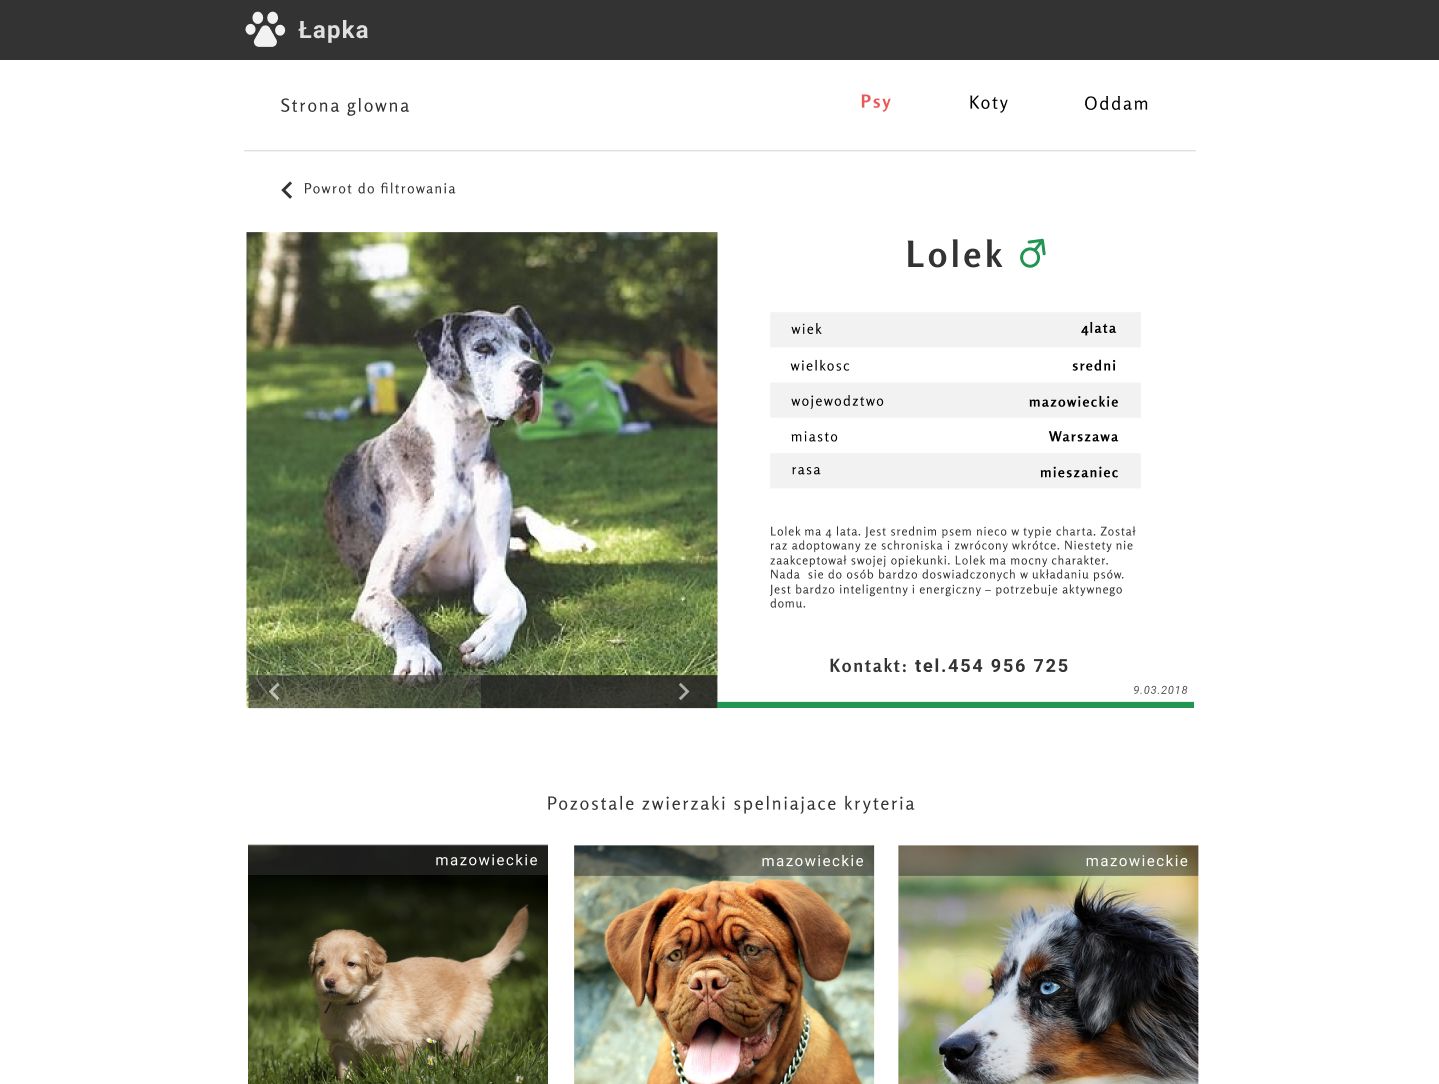 Łapka
Strona glowna
Psy
Koty
Oddam
Powrot do filtrowania
Lolek
wiek 4lata
wielkosc sredni
wojewodztwo mazowieckie
miasto Warszawa
rasa mieszaniec
Lolek ma 4 lata. Jest srednim psem nieco w typie charta. Został
raz adoptowany ze schroniska i zwrócony wkrótce. Niestety nie
zaakceptował swojej opiekunki. Lolek ma mocny charakter.
Nada sie do osób bardzo doswiadczonych w układaniu psów.
Jest bardzo inteligentny i energiczny – potrzebuje aktywnego
domu.
Kontakt: tel.454 956 725
9.03.2018
Pozostale zwierzaki spelniajace kryteria
mazowieckie
mazowieckie
mazowieckie